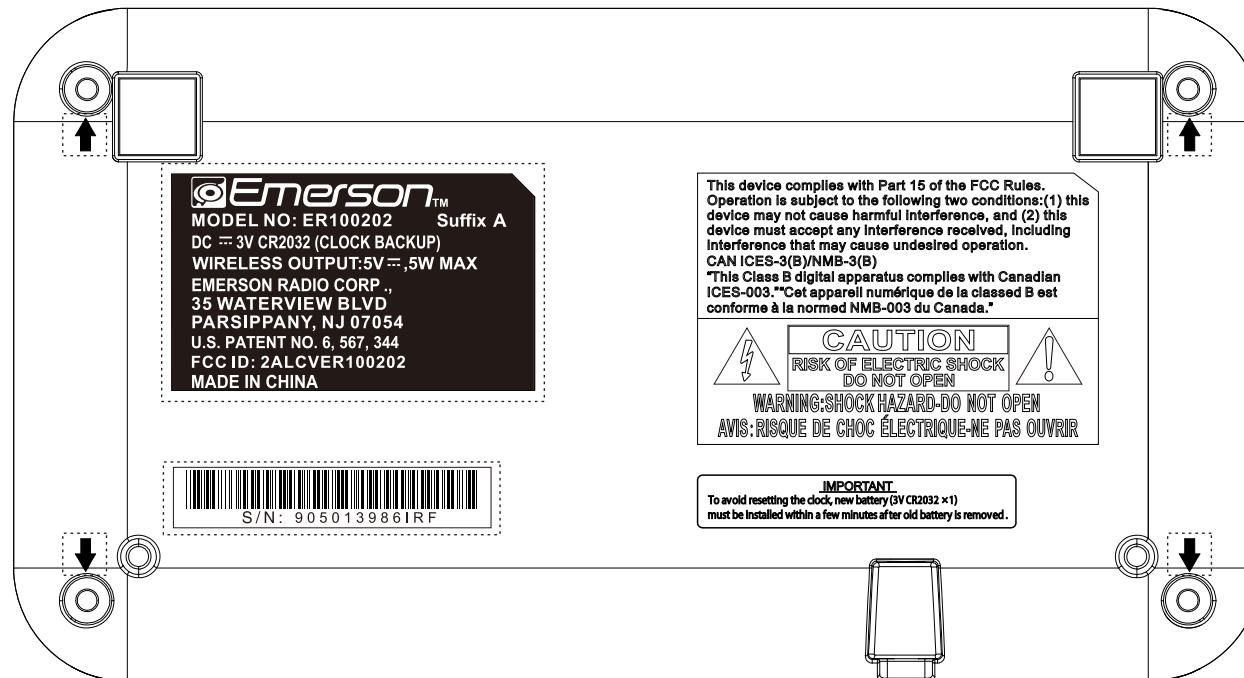 Emerson TM
MODEL NO: ER100202 Suffix A
DC ⎓ 3V CR2032 (CLOCK BACKUP)
WIRELESS OUTPUT:5V⎓,5W MAX
EMERSON RADIO CORP .,
35 WATERVIEW BLVD
PARSIPPANY, NJ 07054
U.S. PATENT NO. 6, 567, 344
FCC ID: 2ALCVER100202
MADE IN CHINA
S/N: 905013986IRF
This device complies with Part 15 of the FCC Rules.
Operation is subject to the following two conditions:(1) this
device may not cause harmful interference, and (2) this
device must accept any interference received, including
interference that may cause undesired operation.
CAN ICES-3(B)/NMB-3(B)
"This Class B digital apparatus complies with Canadian
ICES-003.""Cet appareil numérique de la classed B est
conforme à la normed NMB-003 du Canada."
CAUTION
RISK OF ELECTRIC SHOCK
DO NOT OPEN
WARNING:SHOCK HAZARD-DO NOT OPEN
AVIS:RISQUE DE CHOC ÉLECTRIQUE-NE PAS OUVRIR
IMPORTANT
To avoid resetting the clock, new battery (3V CR2032 ×1)
must be installed within a few minutes after old battery is removed .